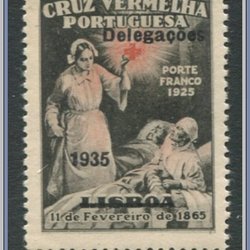 CRUZ VERMELHA
PORTUGUESA
Delegações
PORTE
FRANCO
1925
1935
LISBOA
11 de Fevereiro de 1865